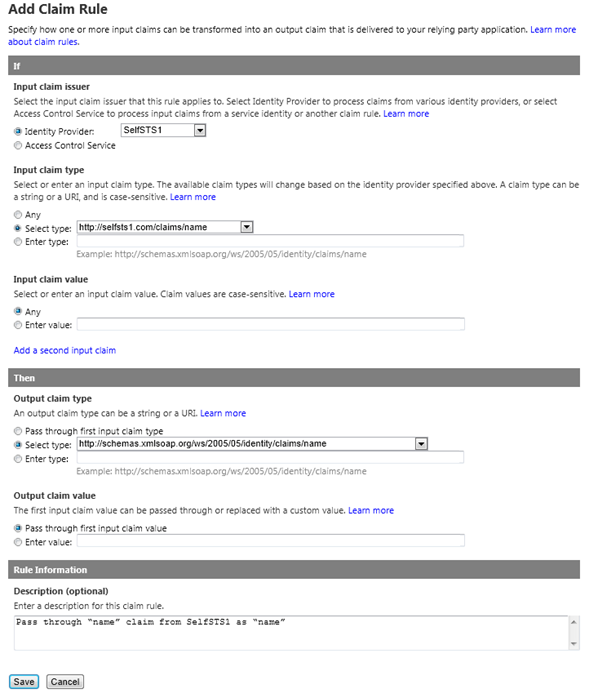 Add Claim Rule
Specify how one or more input claims can be transformed into an output claim that is delivered to your relying party application. Learn more
about claim rules.
If
Input claim issuer
Select the input claim issuer that this rule applies to. Select Identity Provider to process claims from various identity providers, or select
Access Control Service to process input claims from a service identity or another claim rule. Learn more
Identity Provider: SelfSTS1
Access Control Service
Input claim type
Select or enter an input claim type. The available claim types will change based on the identity provider specified above. A claim type can be
a string or a URI, and is case-sensitive. Learn more
Any
Select type: http://selfsts1.com/claims/name
Enter type:
Example: http://schemas.xmlsoap.org/ws/2005/05/identity/claims/name
Input claim value
Select or enter an input claim value. Claim values are case-sensitive. Learn more
Any
Enter value:
Add a second input claim
Then
Output claim type
An output claim type can be a string or a URI. Learn more
Pass through first input claim type
Select type: http://schemas.xmlsoap.org/ws/2005/05/identity/claims/name
Enter type:
Example: http://schemas.xmlsoap.org/ws/2005/05/identity/claims/name
Output claim value
The first input claim value can be passed through or replaced with a custom value. Learn more
Pass through first input claim value
Enter value:
Rule Information
Description (optional)
Enter a description for this claim rule.
Pass through “name” claim from SelfSTS1 as “name”
Save Cancel